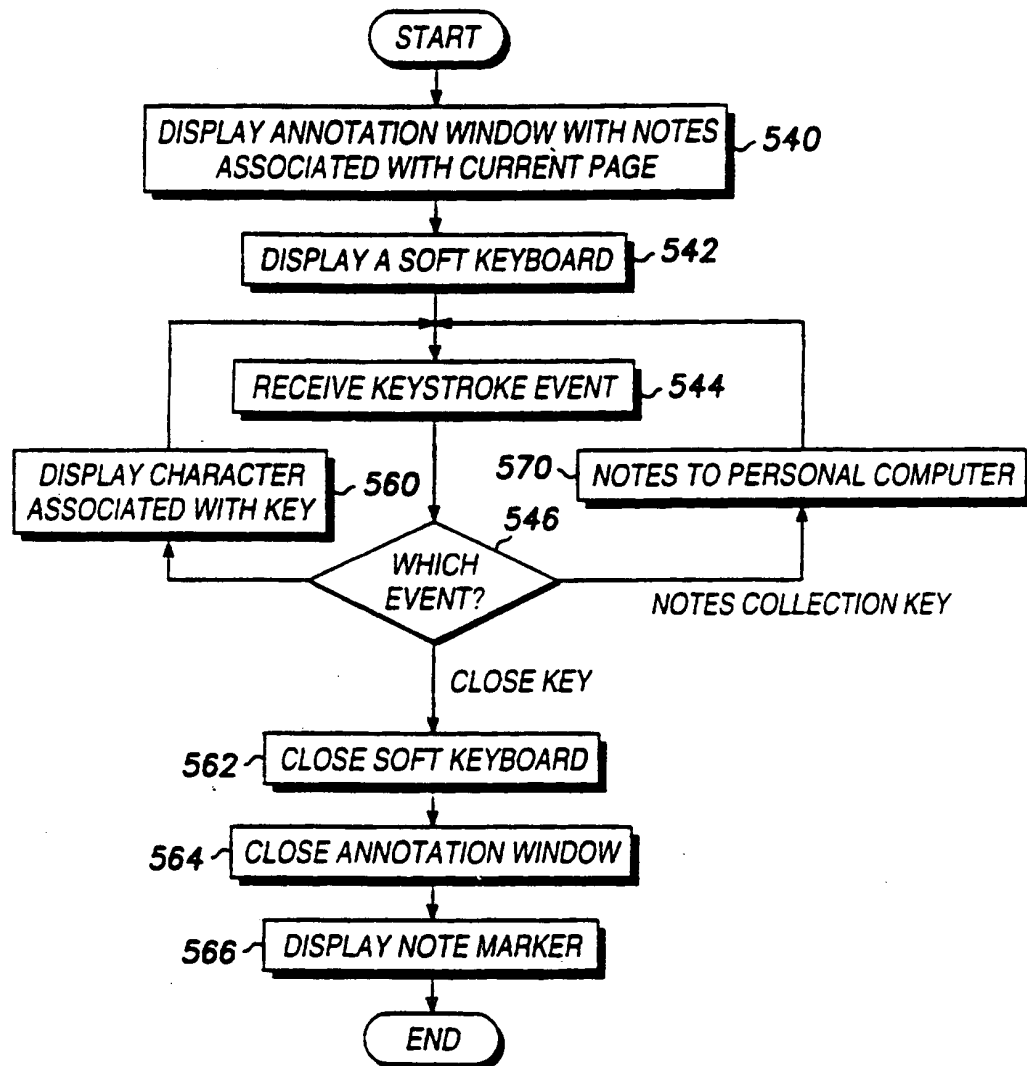 START
DISPLAY ANNOTATION WINDOW WITH NOTES
ASSOCIATED WITH CURRENT PAGE
540
DISPLAY A SOFT KEYBOARD
542
RECEIVE KEYSTROKE EVENT
544
DISPLAY CHARACTER
ASSOCIATED WITH KEY
560
570
NOTES TO PERSONAL COMPUTER
546
WHICH
EVENT?
NOTES COLLECTION KEY
CLOSE KEY
562
CLOSE SOFT KEYBOARD
564
CLOSE ANNOTATION WINDOW
566
DISPLAY NOTE MARKER
END